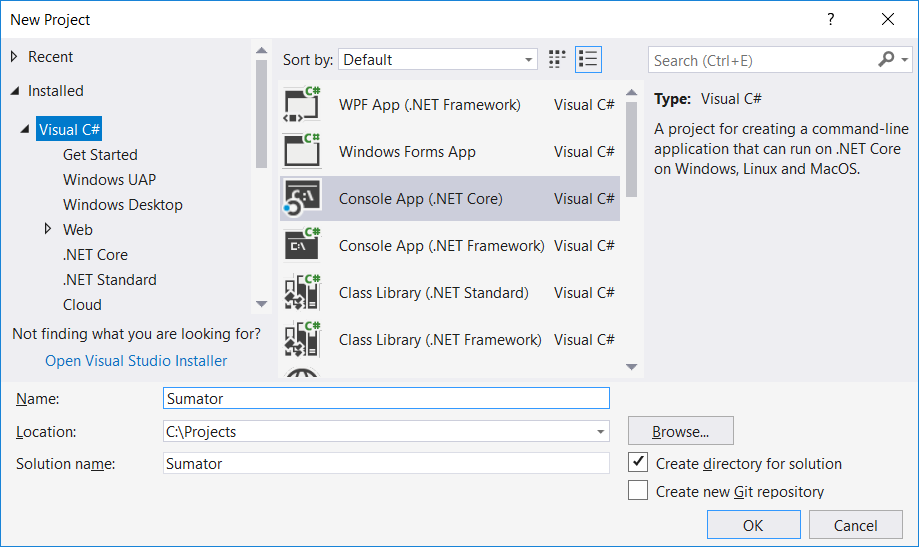 New Project
?
Recent
Installed
Visual C#
Get Started
Windows UAP
Windows Desktop
Web
.NET Core
.NET Standard
Cloud
Not finding what you are looking for?
Open Visual Studio Installer
Sort by: Default
WPF App (.NET Framework) Visual C#
Windows Forms App Visual C#
Console App (.NET Core) Visual C#
Console App (.NET Framework) Visual C#
Class Library (.NET Standard) Visual C#
Class Library (.NET Framework) Visual C#
Search (Ctrl+E)
Type: Visual C#
A project for creating a command-line
application that can run on .NET Core
on Windows, Linux and MacOS.
Name: Sumator
Location: C:\Projects
Browse...
Solution name: Sumator
Create directory for solution
Create new Git repository
OK
Cancel